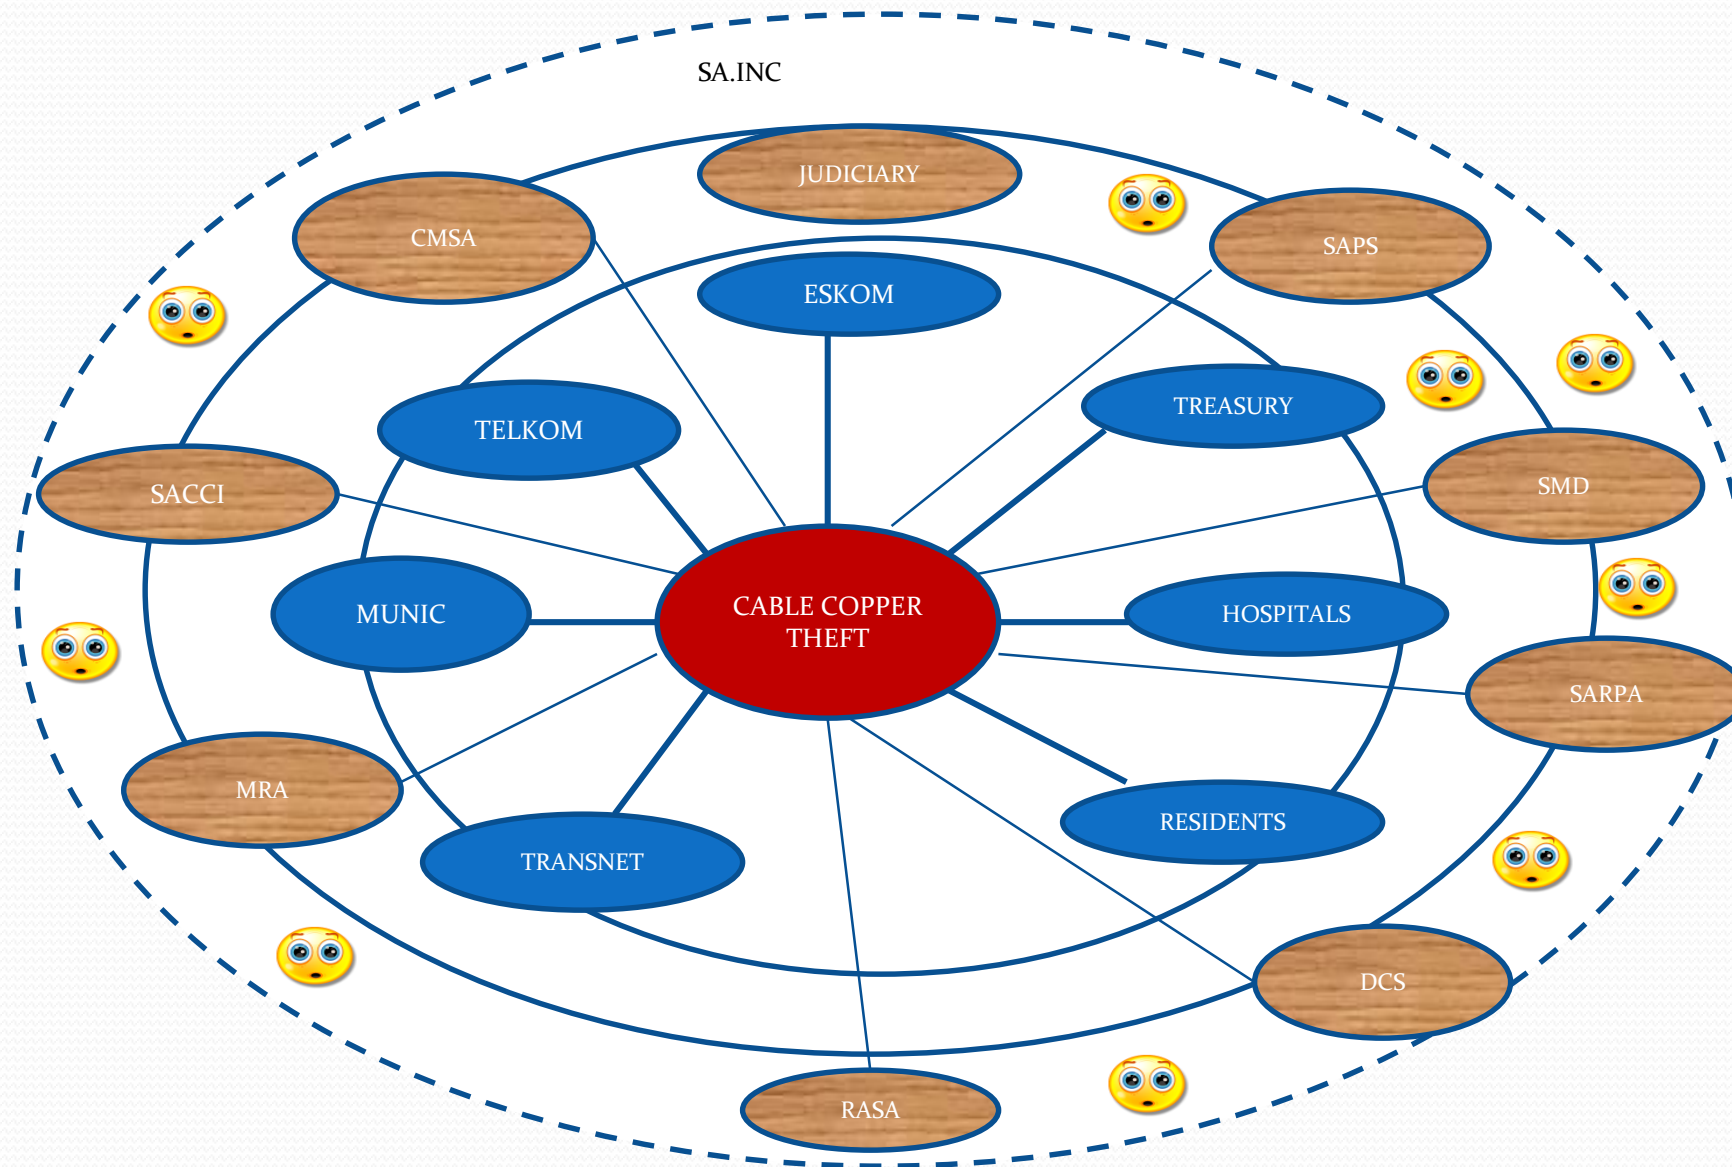 SA.INC
JUDICIARY
CMSA
SAPS
ESKOM
TREASURY
TELKOM
SACCI
SMD
CABLE COPPER
THEFT
MUNIC
HOSPITALS
SARPA
MRA
RESIDENTS
TRANSNET
DCS
RASA